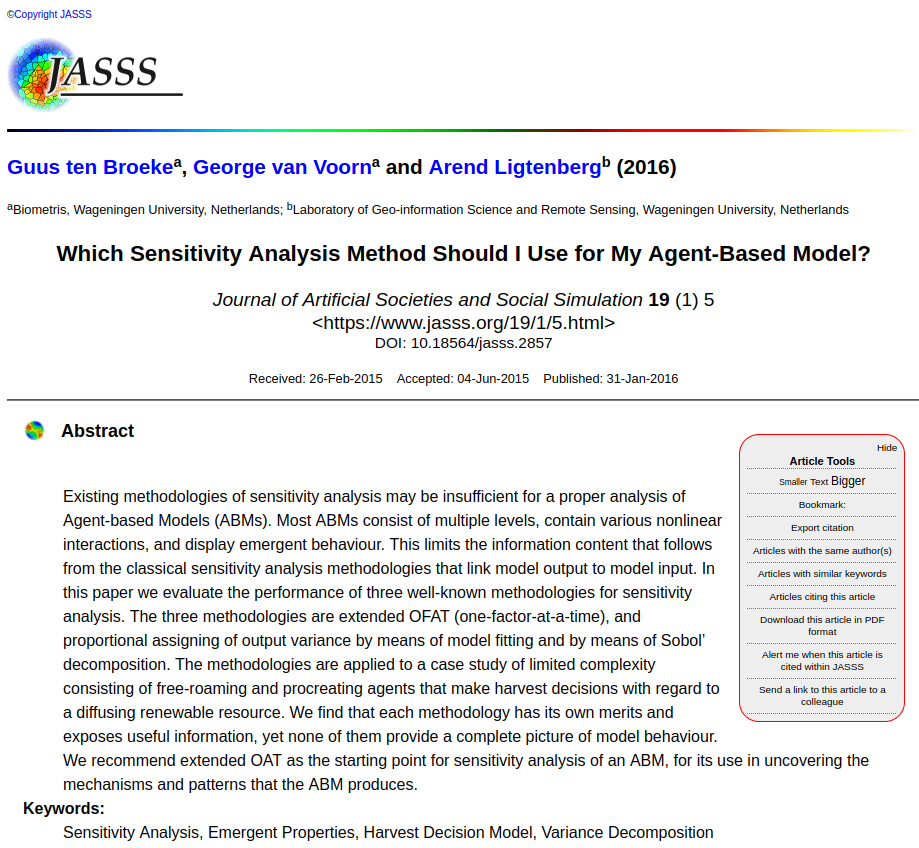 ©Copyright JASSS
JASSS
Guus ten Broekeᵃ, George van Voornᵃ and Arend Ligtenbergᵇ (2016)
ᵃBiometris, Wageningen University, Netherlands; ᵇLaboratory of Geo-information Science and Remote Sensing, Wageningen University, Netherlands
Which Sensitivity Analysis Method Should I Use for My Agent-Based Model?
Journal of Artificial Societies and Social Simulation 19 (1) 5
<https://www.jasss.org/19/1/5.html>
DOI: 10.18564/jasss.2857
Received: 26-Feb-2015 Accepted: 04-Jun-2015 Published: 31-Jan-2016
Abstract
Existing methodologies of sensitivity analysis may be insufficient for a proper analysis of
Agent-based Models (ABMs). Most ABMs consist of multiple levels, contain various nonlinear
interactions, and display emergent behaviour. This limits the information content that follows
from the classical sensitivity analysis methodologies that link model output to model input. In
this paper we evaluate the performance of three well-known methodologies for sensitivity
analysis. The three methodologies are extended OFAT (one-factor-at-a-time), and
proportional assigning of output variance by means of model fitting and by means of Sobol’
decomposition. The methodologies are applied to a case study of limited complexity
consisting of free-roaming and procreating agents that make harvest decisions with regard to
a diffusing renewable resource. We find that each methodology has its own merits and
exposes useful information, yet none of them provide a complete picture of model behaviour.
We recommend extended OAT as the starting point for sensitivity analysis of an ABM, for its use in uncovering the
mechanisms and patterns that the ABM produces.
Keywords:
Sensitivity Analysis, Emergent Properties, Harvest Decision Model, Variance Decomposition
Hide
Article Tools
Smaller Text Bigger
Bookmark:
Export citation
Articles with the same author(s)
Articles with similar keywords
Articles citing this article
Download this article in PDF
format
Alert me when this article is
cited within JASSS
Send a link to this article to a
colleague